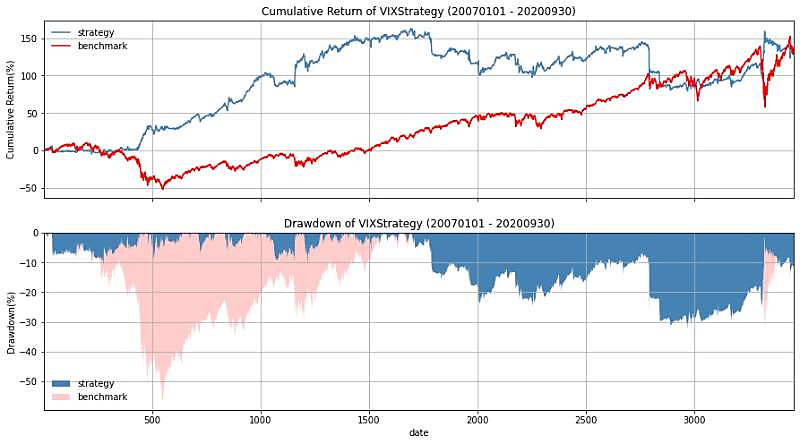 Cumulative Return of VIXStrategy (20070101 - 20200930)
strategy
benchmark
Cumulative Return(%)
150
100
50
0
−50
Drawdown of VIXStrategy (20070101 - 20200930)
0
−10
−20
−30
−40
−50
Drawdown(%)
strategy
benchmark
500
1000
1500
2000
2500
3000
date